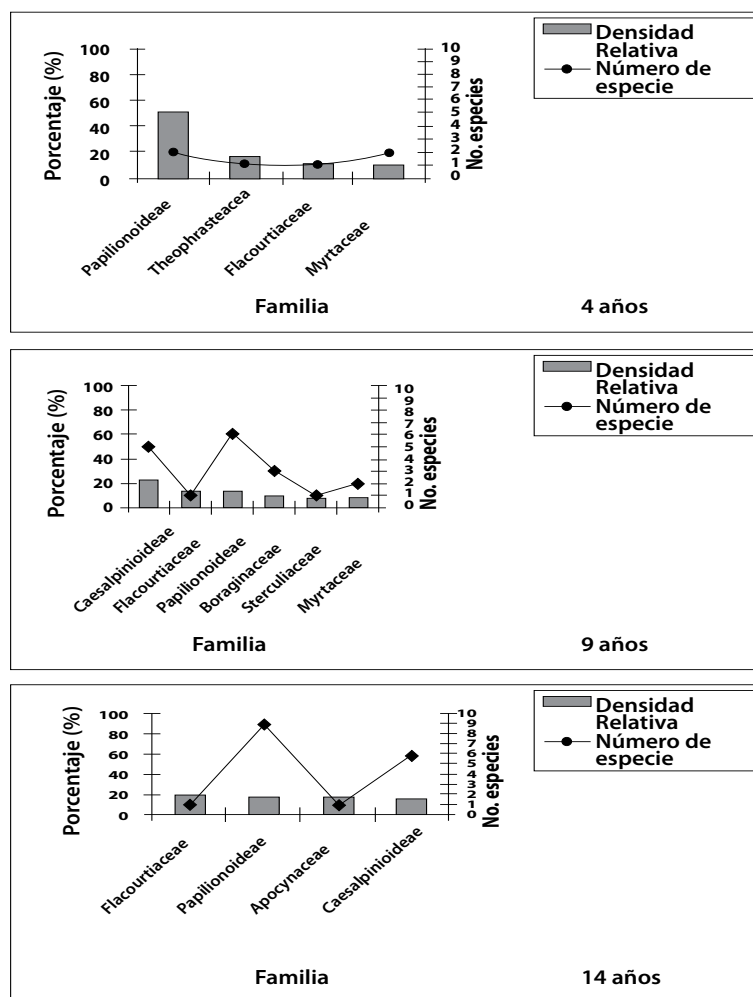 Densidad
Relativa
Número de
especie
Porcentaje (%)
100
80
60
40
20
0
10
9
8
7
6
5
4
3
2
1
0
No. especies
Papilionoideae
Theophrasteacea
Flacourtiaceae
Myrtaceae
Familia
4 años
Densidad
Relativa
Número de
especie
Porcentaje (%)
100
80
60
40
20
0
10
9
8
7
6
5
4
3
2
1
0
No. especies
Caesalpinioideae
Flacourtiaceae
Papilionoideae
Boraginaceae
Sterculiaceae
Myrtaceae
Familia
9 años
Densidad
Relativa
Número de
especie
Porcentaje (%)
100
80
60
40
20
0
10
9
8
7
6
5
4
3
2
1
0
No. especies
Flacourtiaceae
Papilionoideae
Apocynaceae
Caesalpinioideae
Familia
14 años